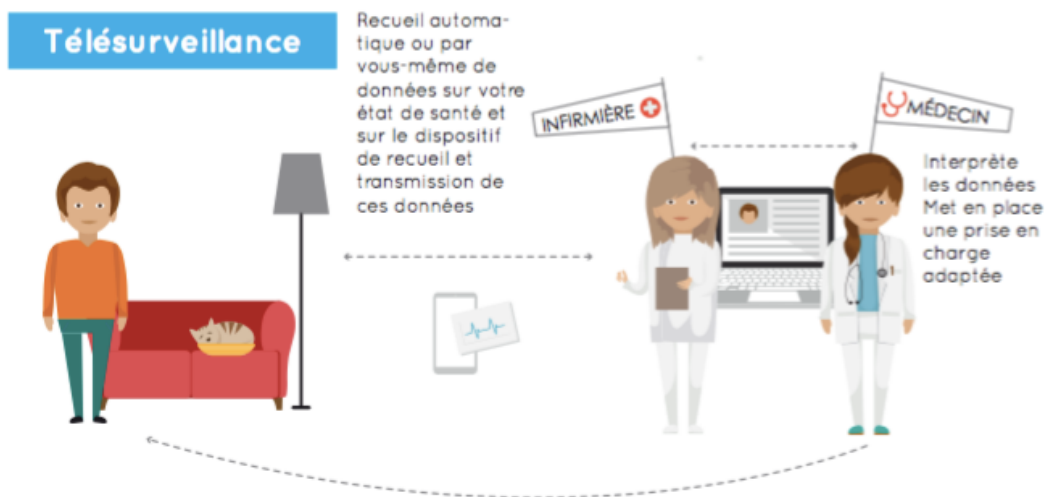 Télésurveillance
Recueil automa-
tique ou par
vous-même de
données sur votre
état de santé et
sur le dispositif
de recueil et
transmission de
ces données
INFIRMIÈRE
MÉDECIN
Interprète
les données
Met en place
une prise en
charge
adaptée